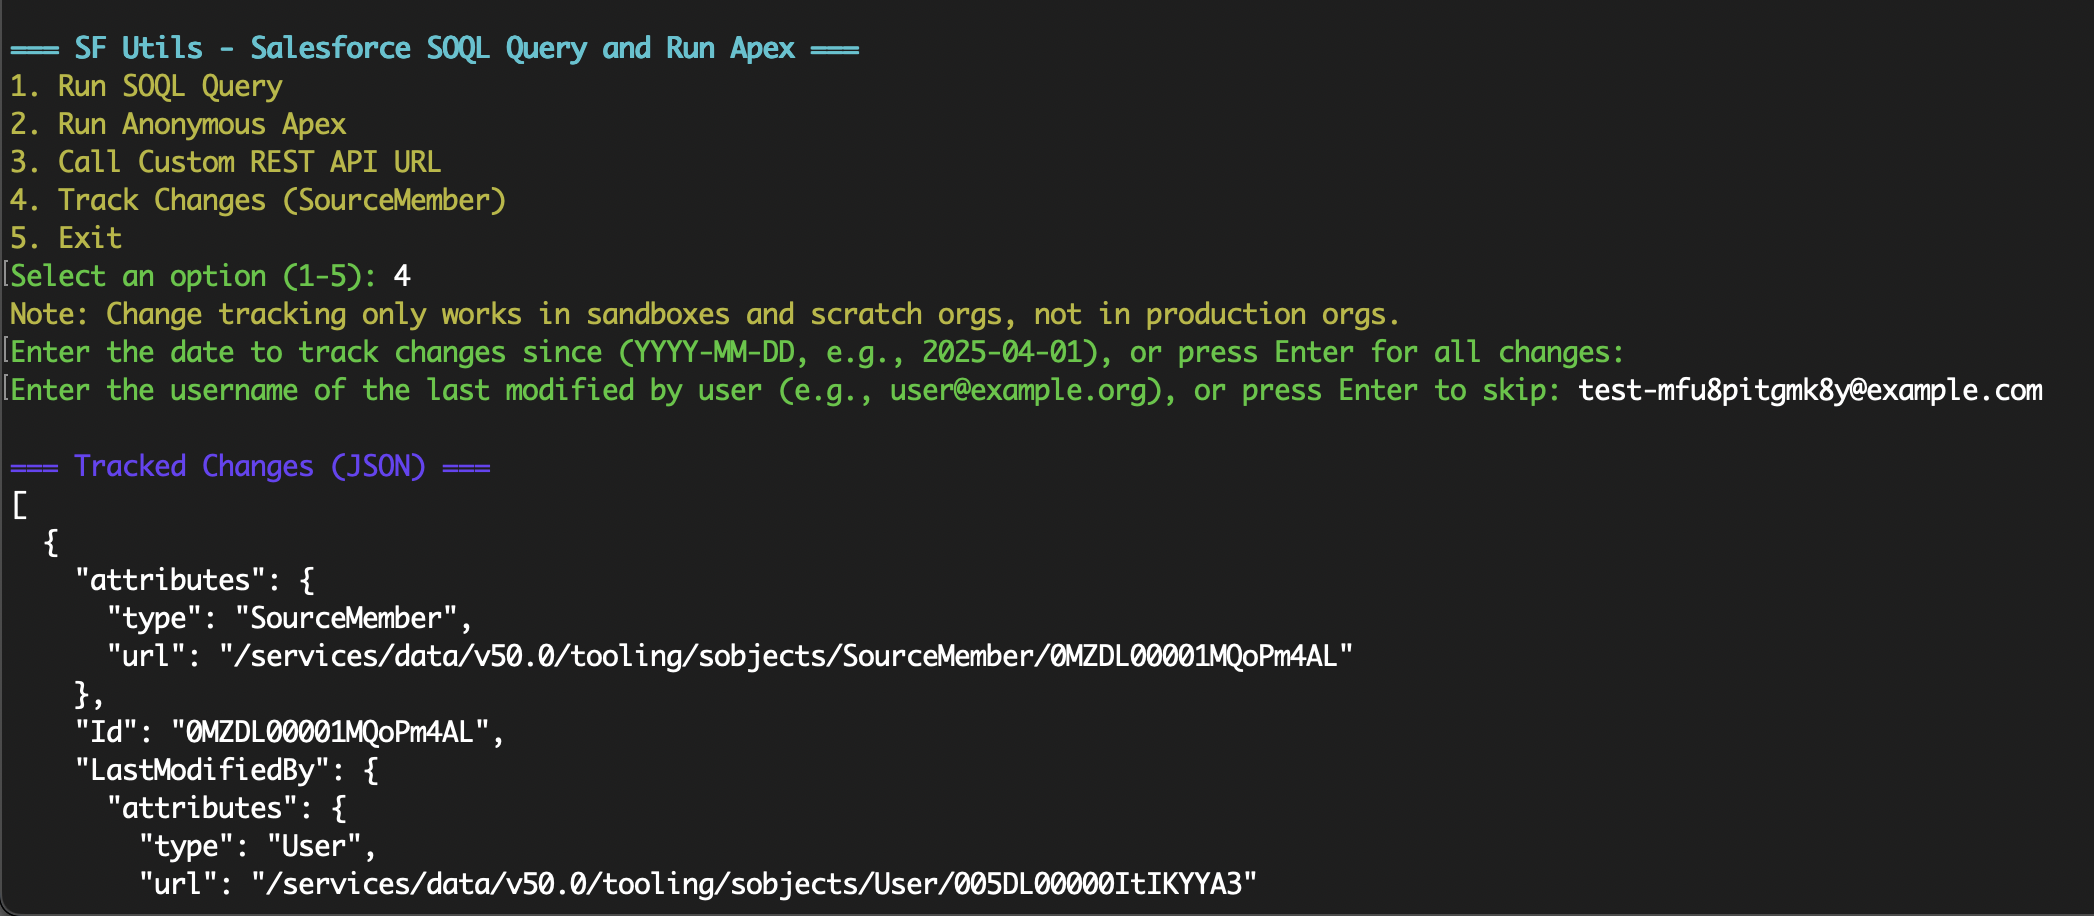 === SF Utils - Salesforce SOQL Query and Run Apex ===
1. Run SOQL Query
2. Run Anonymous Apex
3. Call Custom REST API URL
4. Track Changes (SourceMember)
5. Exit
Select an option (1-5): 4
Note: Change tracking only works in sandboxes and scratch orgs, not in production orgs.
Enter the date to track changes since (YYYY-MM-DD, e.g., 2025-04-01), or press Enter for all changes:
Enter the username of the last modified by user (e.g., user@example.org), or press Enter to skip: test-mfu8pitgmk8y@example.com
=== Tracked Changes (JSON) ===
[
  {
    "attributes": {
      "type": "SourceMember",
      "url": "/services/data/v50.0/tooling/sobjects/SourceMember/0MZDL00001MQoPm4AL"
    },
    "Id": "0MZDL00001MQoPm4AL",
    "LastModifiedBy": {
      "attributes": {
        "type": "User",
        "url": "/services/data/v50.0/tooling/sobjects/User/005DL00000ItIKYYA3"